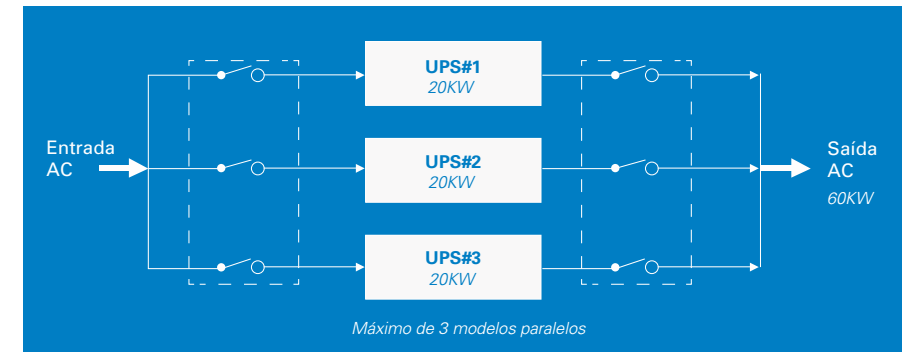 Entrada
AC
UPS#1
20KW
UPS#2
20KW
UPS#3
20KW
Saída
AC
60KW
Máximo de 3 modelos paralelos